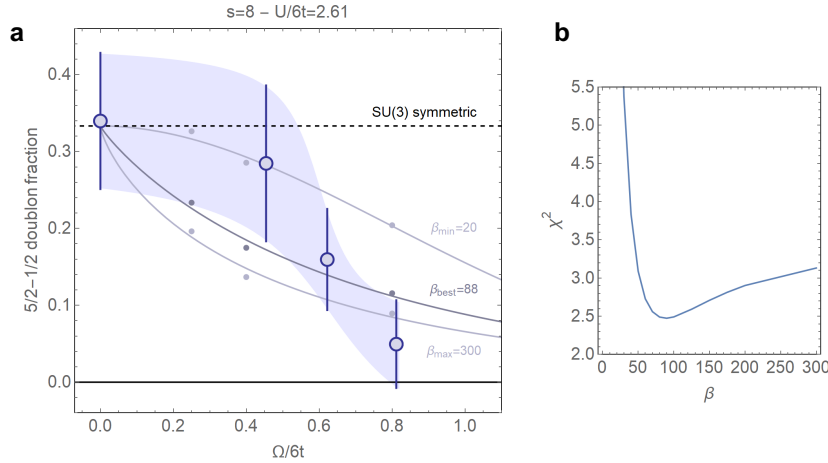 s=8 − U/6t=2.61
a
5/2−1/2 doublon fraction
0.4
0.3
0.2
0.1
0.0
SU(3) symmetric
βmin=20
βbest=88
βmax=300
0.0 0.2 0.4 0.6 0.8 1.0
Ω/6t
b
χ²
5.5
5.0
4.5
4.0
3.5
3.0
2.5
2.0
0 50 100 150 200 250 300
β